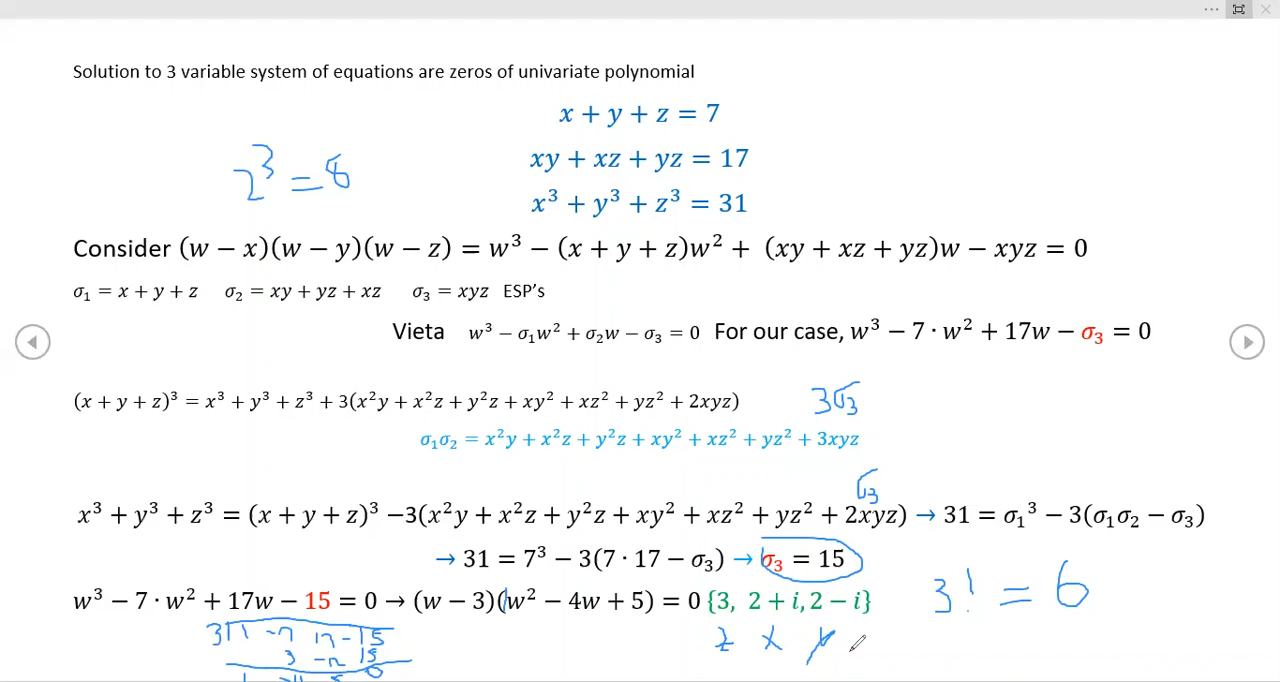 Solution to 3 variable system of equations are zeros of univariate polynomial
x + y + z = 7
xy + xz + yz = 17
2³ = 8
x³ + y³ + z³ = 31
Consider (w − x)(w − y)(w − z) = w³ − (x + y + z)w² + (xy + xz + yz)w − xyz = 0
σ₁ = x + y + z σ₂ = xy + yz + xz σ₃ = xyz ESP's
Vieta w³ − σ₁w² + σ₂w − σ₃ = 0 For our case, w³ − 7 · w² + 17w − σ₃ = 0
(x + y + z)³ = x³ + y³ + z³ + 3(x²y + x²z + y²z + xy² + xz² + yz² + 2xyz) 3σ₃
σ₁σ₂ = x²y + x²z + y²z + xy² + xz² + yz² + 3xyz
σ₃
x³ + y³ + z³ = (x + y + z)³ −3(x²y + x²z + y²z + xy² + xz² + yz² + 2xyz) → 31 = σ₁³ − 3(σ₁σ₂ − σ₃)
→ 31 = 7³ − 3(7 · 17 − σ₃) → σ₃ = 15
w³ − 7 · w² + 17w − 15 = 0 → (w − 3)(w² − 4w + 5) = 0 {3, 2 + i, 2 − i} 3! = 6
3 1 -7 17 -15 z x y
3 -12 15
0